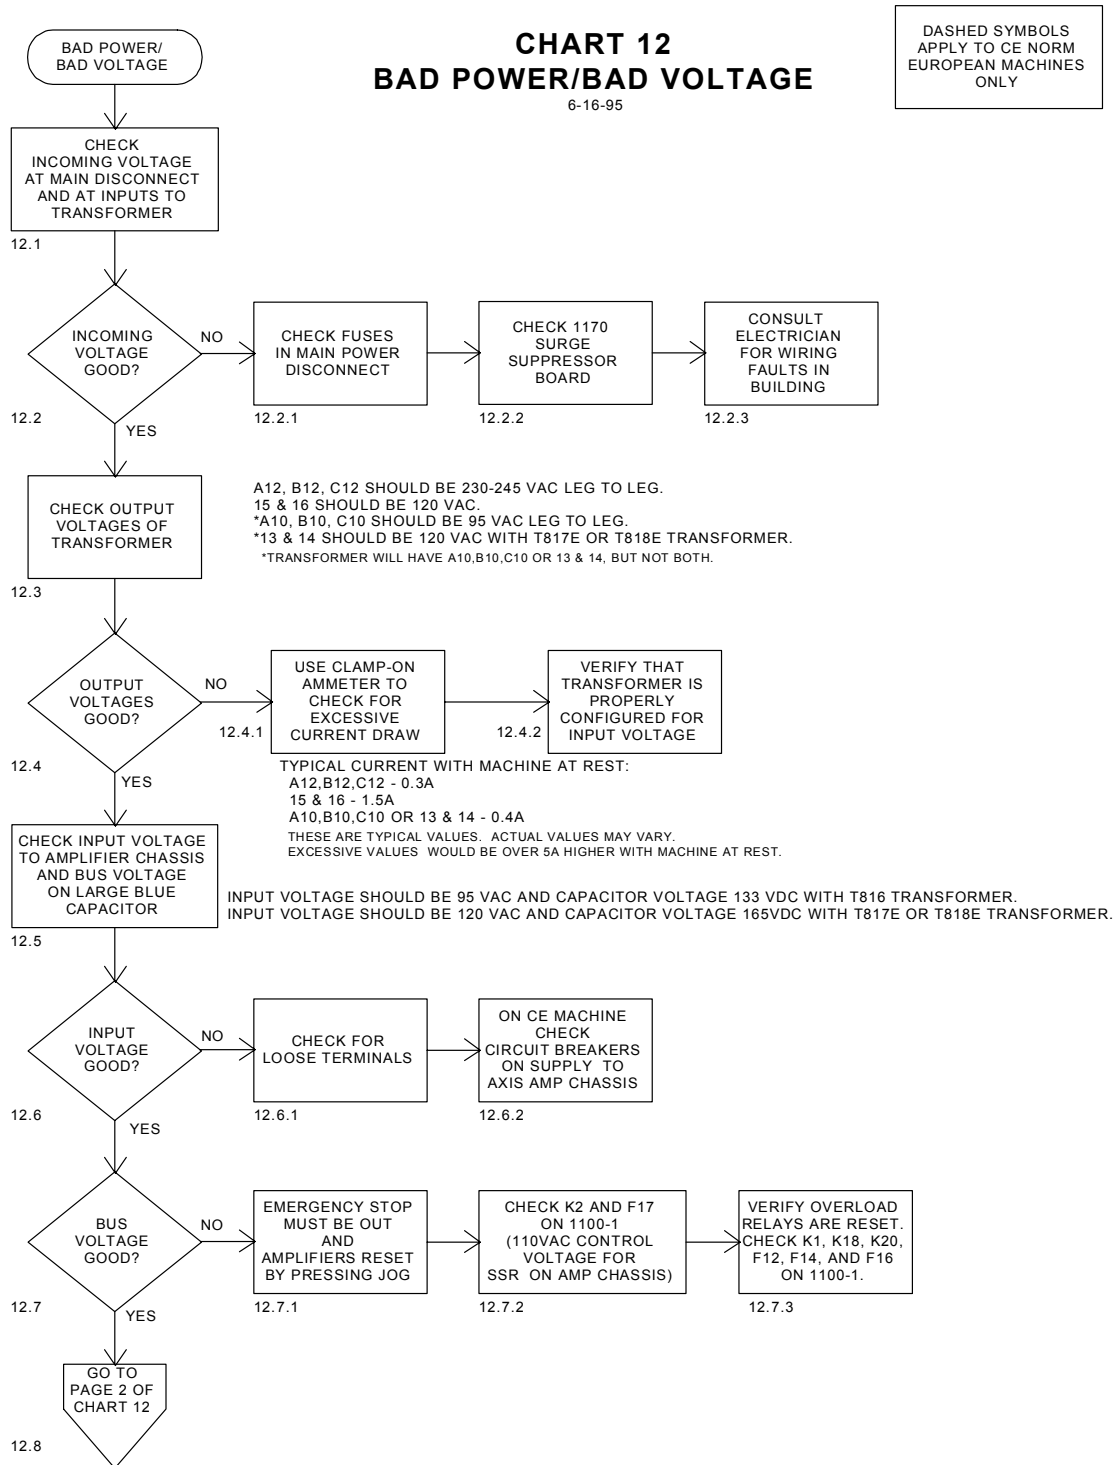 CHART 12
BAD POWER/BAD VOLTAGE
6-16-95
DASHED SYMBOLS
APPLY TO CE NORM
EUROPEAN MACHINES
ONLY
BAD POWER/
BAD VOLTAGE
CHECK
INCOMING VOLTAGE
AT MAIN DISCONNECT
AND AT INPUTS TO
TRANSFORMER
12.1
INCOMING
VOLTAGE
GOOD?
NO
12.2
YES
CHECK FUSES
IN MAIN POWER
DISCONNECT
12.2.1
CHECK 1170
SURGE
SUPPRESSOR
BOARD
12.2.2
CONSULT
ELECTRICIAN
FOR WIRING
FAULTS IN
BUILDING
12.2.3
CHECK OUTPUT
VOLTAGES OF
TRANSFORMER
12.3
A12, B12, C12 SHOULD BE 230-245 VAC LEG TO LEG.
15 & 16 SHOULD BE 120 VAC.
*A10, B10, C10 SHOULD BE 95 VAC LEG TO LEG.
*13 & 14 SHOULD BE 120 VAC WITH T817E OR T818E TRANSFORMER.
*TRANSFORMER WILL HAVE A10,B10,C10 OR 13 & 14, BUT NOT BOTH.
OUTPUT
VOLTAGES
GOOD?
NO
12.4
YES
USE CLAMP-ON
AMMETER TO
CHECK FOR
EXCESSIVE
CURRENT DRAW
12.4.1
VERIFY THAT
TRANSFORMER IS
PROPERLY
CONFIGURED FOR
INPUT VOLTAGE
12.4.2
TYPICAL CURRENT WITH MACHINE AT REST:
A12,B12,C12 - 0.3A
15 & 16 - 1.5A
A10,B10,C10 OR 13 & 14 - 0.4A
THESE ARE TYPICAL VALUES. ACTUAL VALUES MAY VARY.
EXCESSIVE VALUES WOULD BE OVER 5A HIGHER WITH MACHINE AT REST.
CHECK INPUT VOLTAGE
TO AMPLIFIER CHASSIS
AND BUS VOLTAGE
ON LARGE BLUE
CAPACITOR
12.5
INPUT VOLTAGE SHOULD BE 95 VAC AND CAPACITOR VOLTAGE 133 VDC WITH T816 TRANSFORMER.
INPUT VOLTAGE SHOULD BE 120 VAC AND CAPACITOR VOLTAGE 165VDC WITH T817E OR T818E TRANSFORMER.
INPUT
VOLTAGE
GOOD?
NO
12.6
YES
CHECK FOR
LOOSE TERMINALS
12.6.1
ON CE MACHINE
CHECK
CIRCUIT BREAKERS
ON SUPPLY TO
AXIS AMP CHASSIS
12.6.2
BUS
VOLTAGE
GOOD?
NO
12.7
YES
EMERGENCY STOP
MUST BE OUT
AND
AMPLIFIERS RESET
BY PRESSING JOG
12.7.1
CHECK K2 AND F17
ON 1100-1
(110VAC CONTROL
VOLTAGE FOR
SSR ON AMP CHASSIS)
12.7.2
VERIFY OVERLOAD
RELAYS ARE RESET.
CHECK K1, K18, K20,
F12, F14, AND F16
ON 1100-1.
12.7.3
GO TO
PAGE 2 OF
CHART 12
12.8